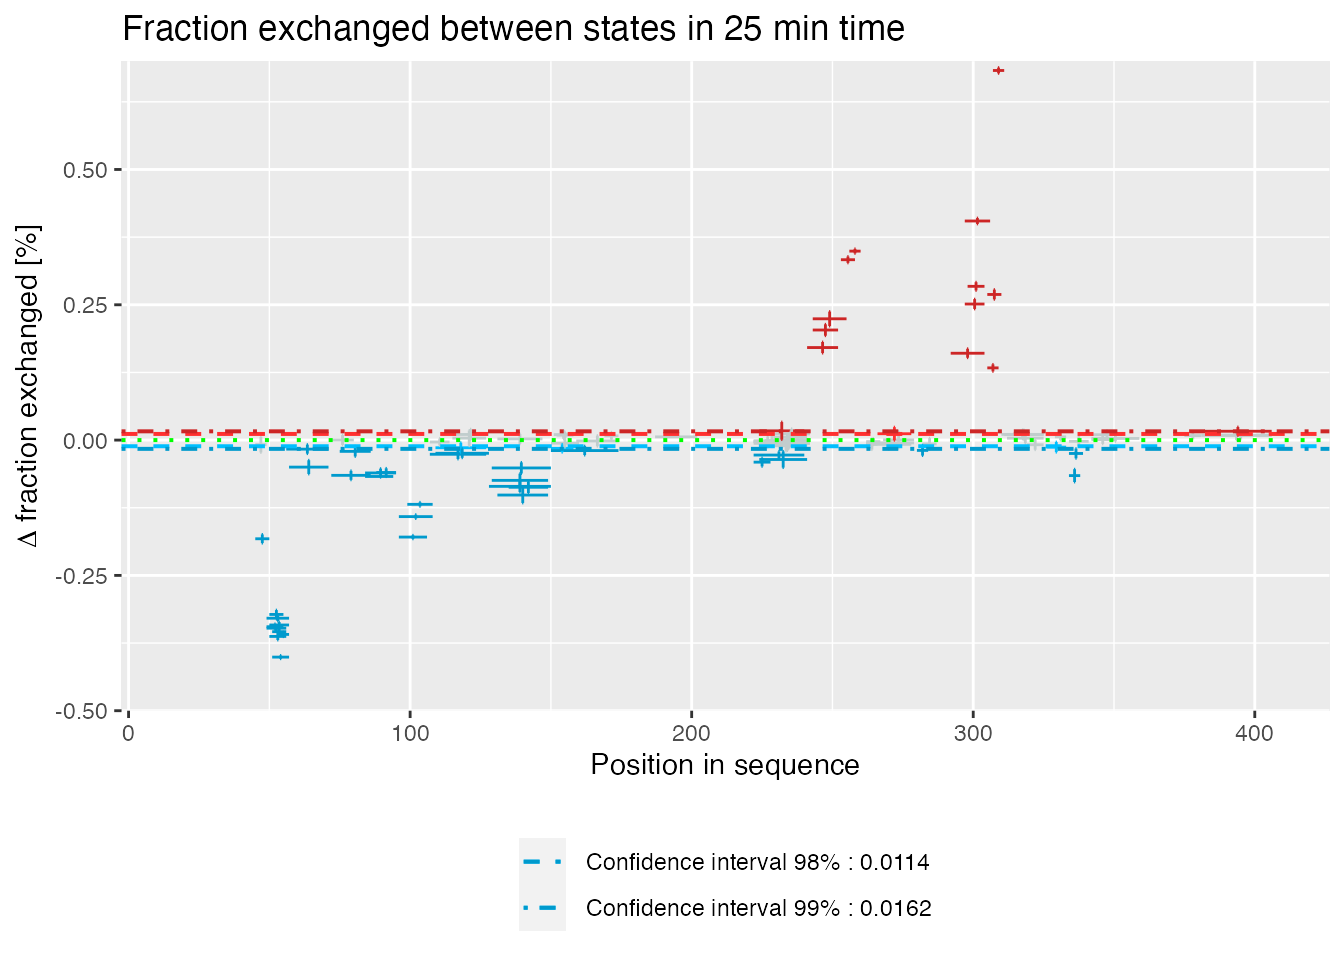 Fraction exchanged between states in 25 min time
Δ fraction exchanged [%]
0.50
0.25
0.00
-0.25
-0.50
0 100 200 300 400
Position in sequence
Confidence interval 98% : 0.0114
Confidence interval 99% : 0.0162